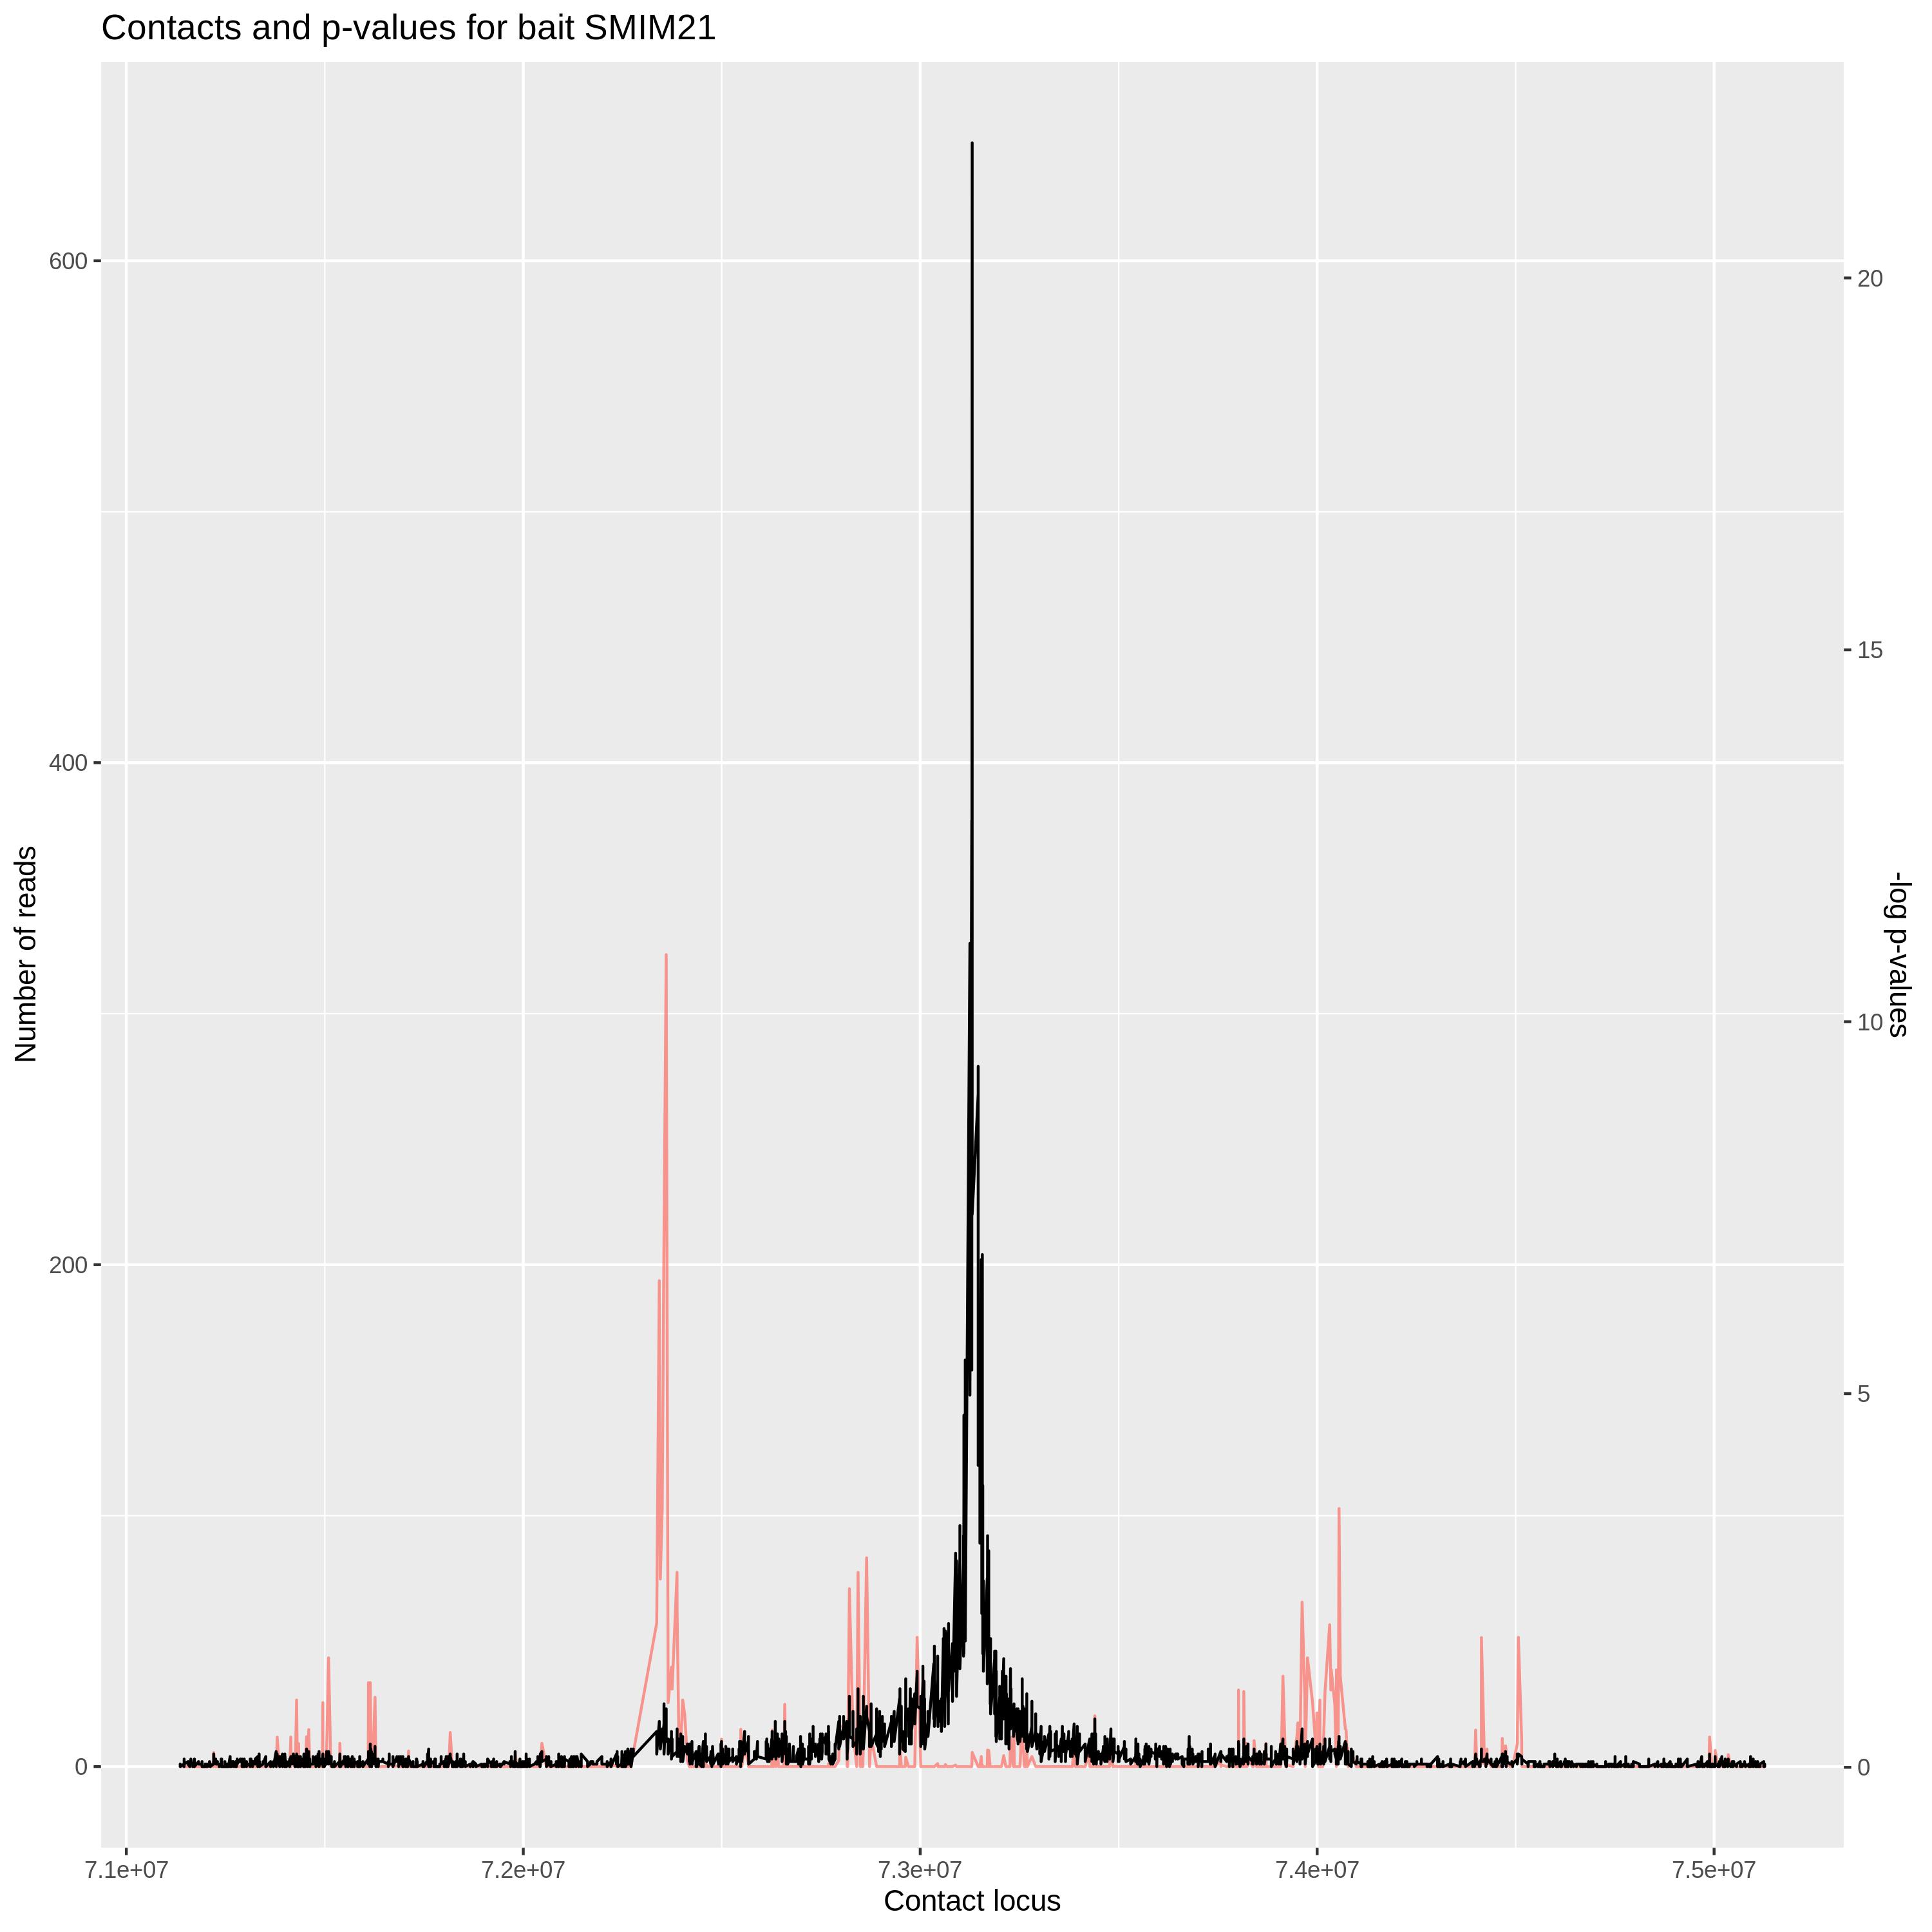 Contacts and p-values for bait SMIM21
600
400
200
0
20
15
10
5
0
Number of reads
-log p-values
7.1e+07
7.2e+07
7.3e+07
7.4e+07
7.5e+07
Contact locus